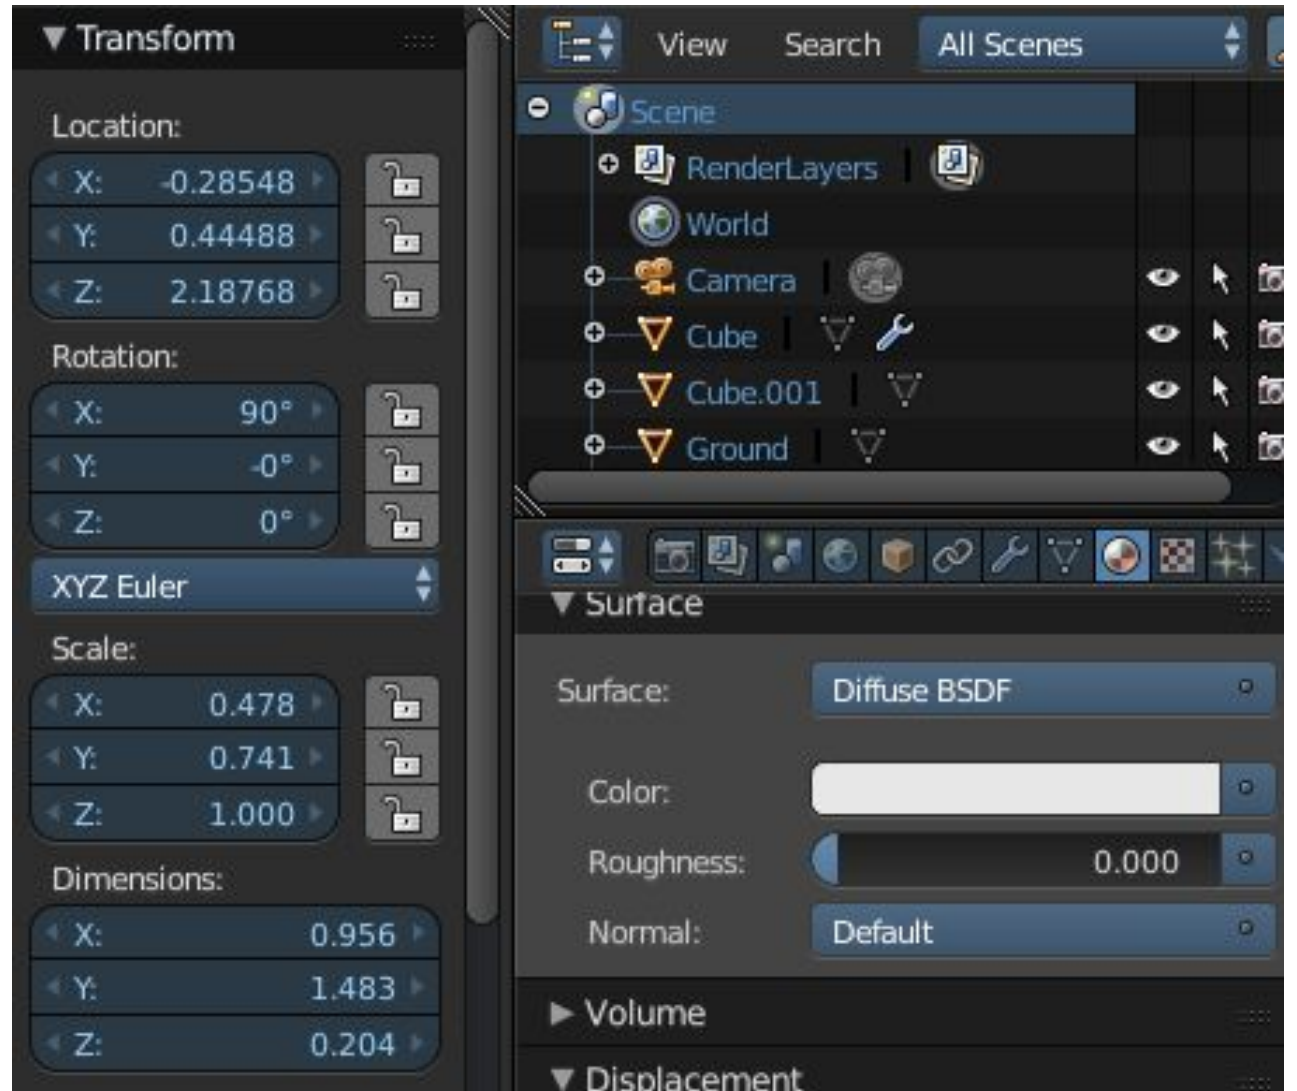 Transform
Location:
X: -0.28548
Y: 0.44488
Z: 2.18768
Rotation:
X: 90°
Y: -0°
Z: 0°
XYZ Euler
Scale:
X: 0.478
Y: 0.741
Z: 1.000
Dimensions:
X: 0.956
Y: 1.483
Z: 0.204
View Search All Scenes
Scene
RenderLayers
World
Camera
Cube
Cube.001
Ground
Surface
Surface: Diffuse BSDF
Color:
Roughness: 0.000
Normal: Default
Volume
Displacement